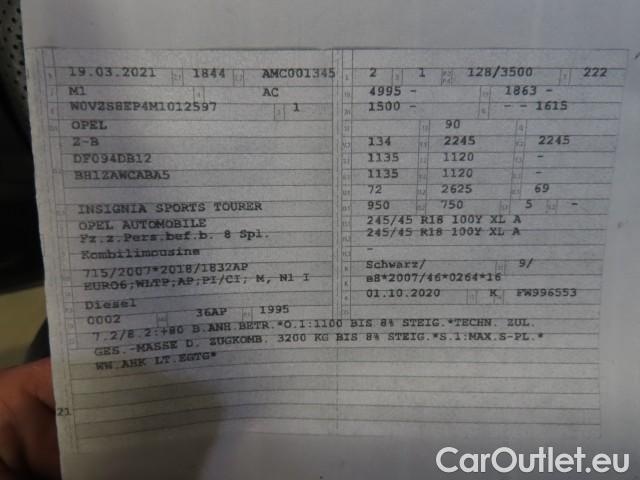 19.03.2021 1844 AMC001345 2 1 128/3500 222
M1 AC 4995 - 1863 -
W0VZS8EP4M1012597 1 1500 - - - 1615
OPEL 90
Z-B 134 2245 2245
DF094DB12 1135 1120 -
BH1ZAWCABA5 1135 1120 -
72 2625 69
INSIGNIA SPORTS TOURER 950 750 5 -
OPEL AUTOMOBILE 245/45 R18 100Y XL A
Fz.z.Pers.bef.b. 8 Spl. 245/45 R18 100Y XL A
Kombilimousine -
715/2007*2018/1832AP Schwarz/ 9/
EURO6;WLTP;AP;PI/CI; M, N1 I e8*2007/46*0264*16
Diesel 01.10.2020 K FW996553
0002 36AP 1995
7.2/8.2:+80 B.ANH.BETR.*O.1:1100 BIS 8% STEIG.*TECHN. ZUL.
GES.-MASSE D. ZUGKOMB. 3200 KG BIS 8% STEIG.*S.1:MAX.S-PL.*
WW.AHK LT.EGTG*
21
CarOutlet.eu